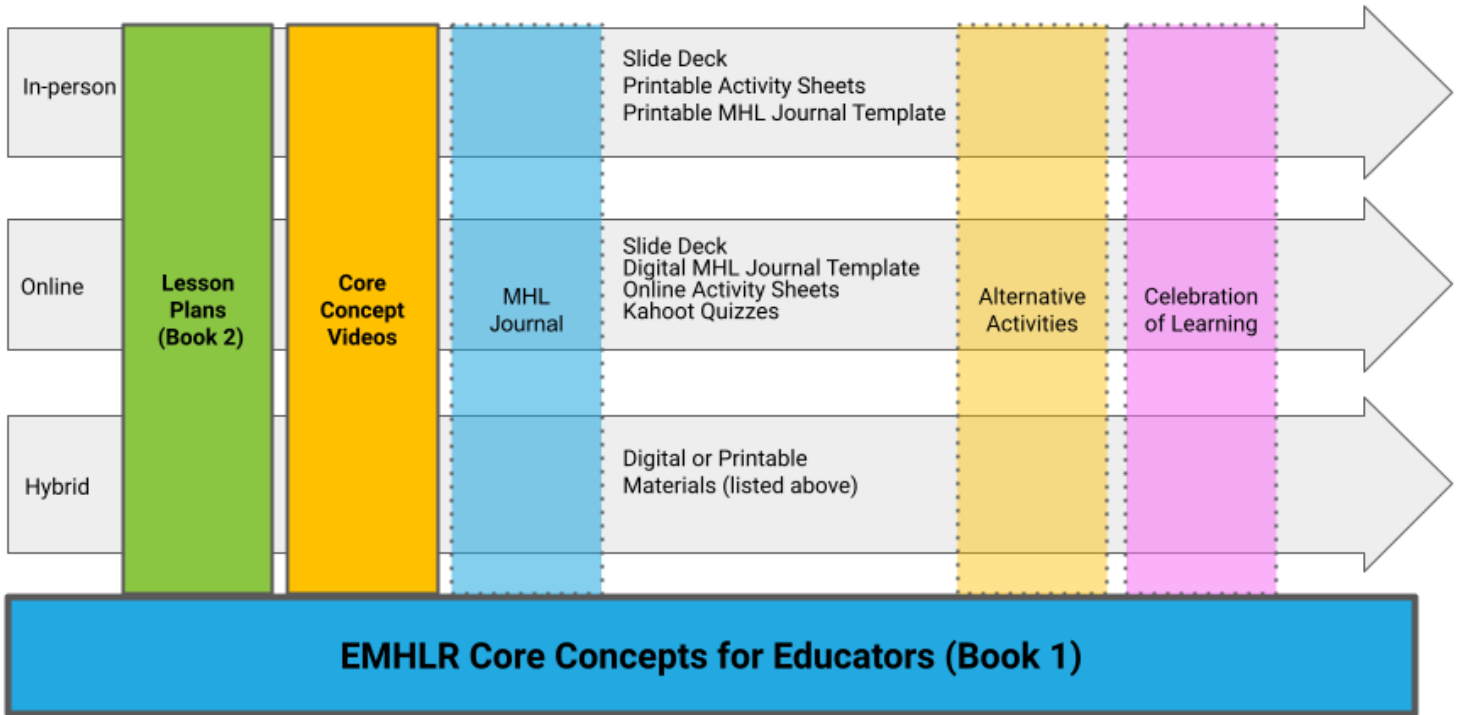 In-person
Slide Deck
Printable Activity Sheets
Printable MHL Journal Template
Online
Lesson
Plans
(Book 2)
Core
Concept
Videos
MHL
Journal
Slide Deck
Digital MHL Journal Template
Online Activity Sheets
Kahoot Quizzes
Alternative
Activities
Celebration
of Learning
Hybrid
Digital or Printable
Materials (listed above)
EMHLR Core Concepts for Educators (Book 1)